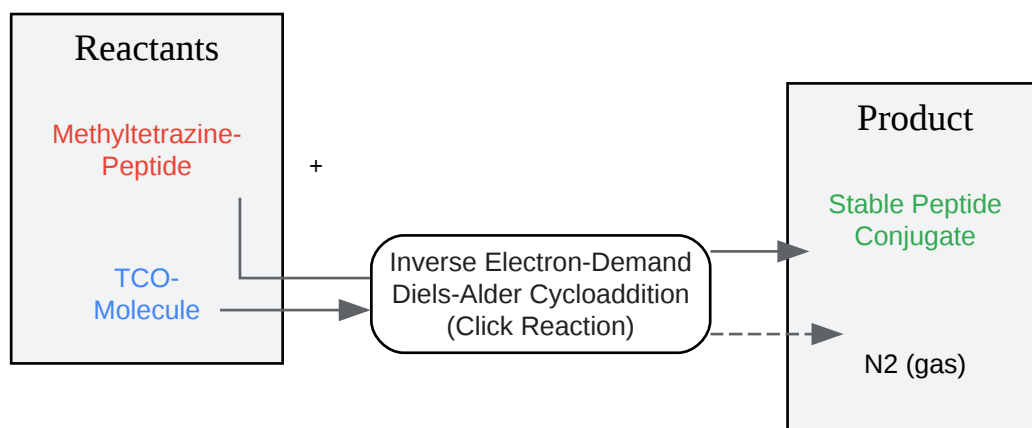 Reactants
Methyltetrazine-
Peptide
+
TCO-
Molecule
Inverse Electron-Demand
Diels-Alder Cycloaddition
(Click Reaction)
Product
Stable Peptide
Conjugate
N2 (gas)